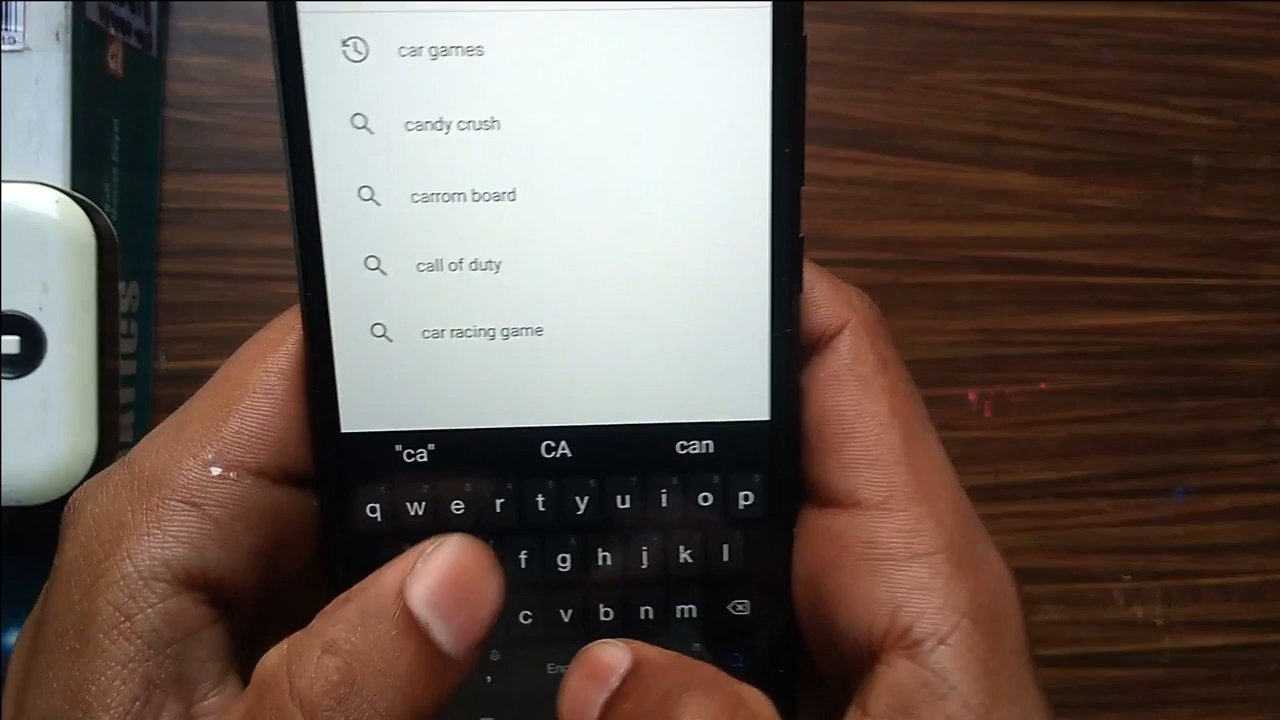 car games
candy crush
carrom board
call of duty
car racing game
"ca" CA can
q w e r t y u i o p
f g h j k l
c v b n m
,